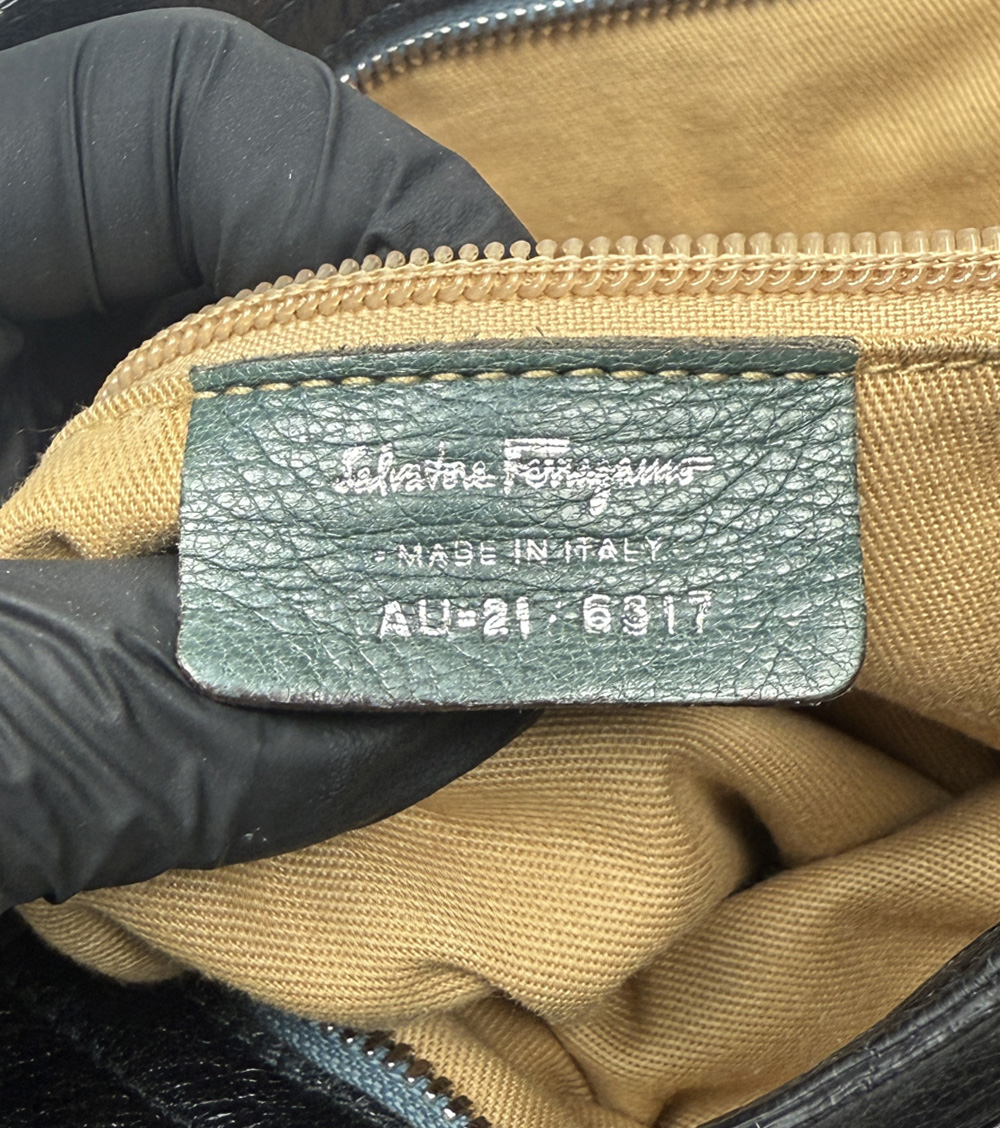 Salvatore Ferragamo
- MADE IN ITALY -
AU-21·6317